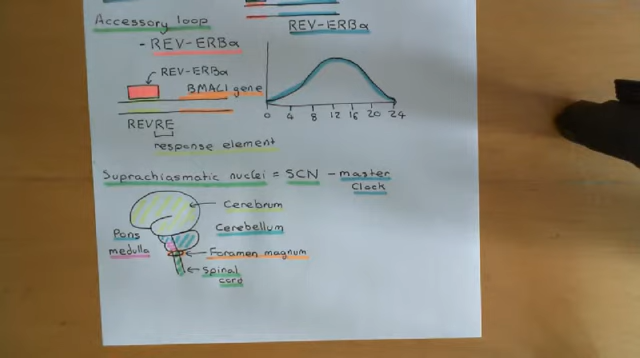 REV-ERBα
Accessory loop
- REV-ERBα
REV-ERBα
BMAL1 gene
REVRE
response element
0 4 8 12 16 20 24
Suprachiasmatic nuclei = SCN - master
clock
Cerebrum
Cerebellum
Pons
medulla
Foramen magnum
Spinal
cord